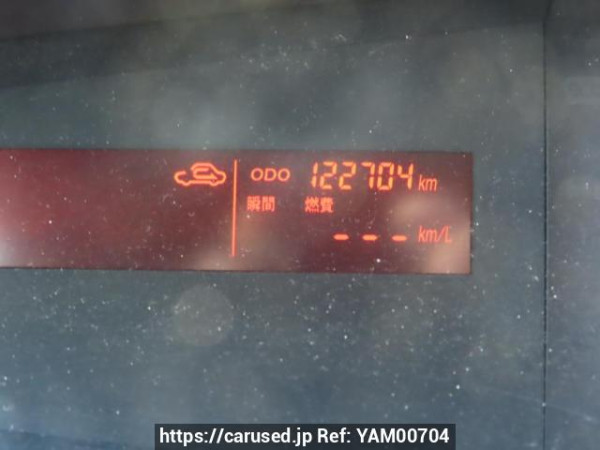 ODO 122704 km
瞬間 燃費
--- km/L
https://carused.jp Ref: YAM00704